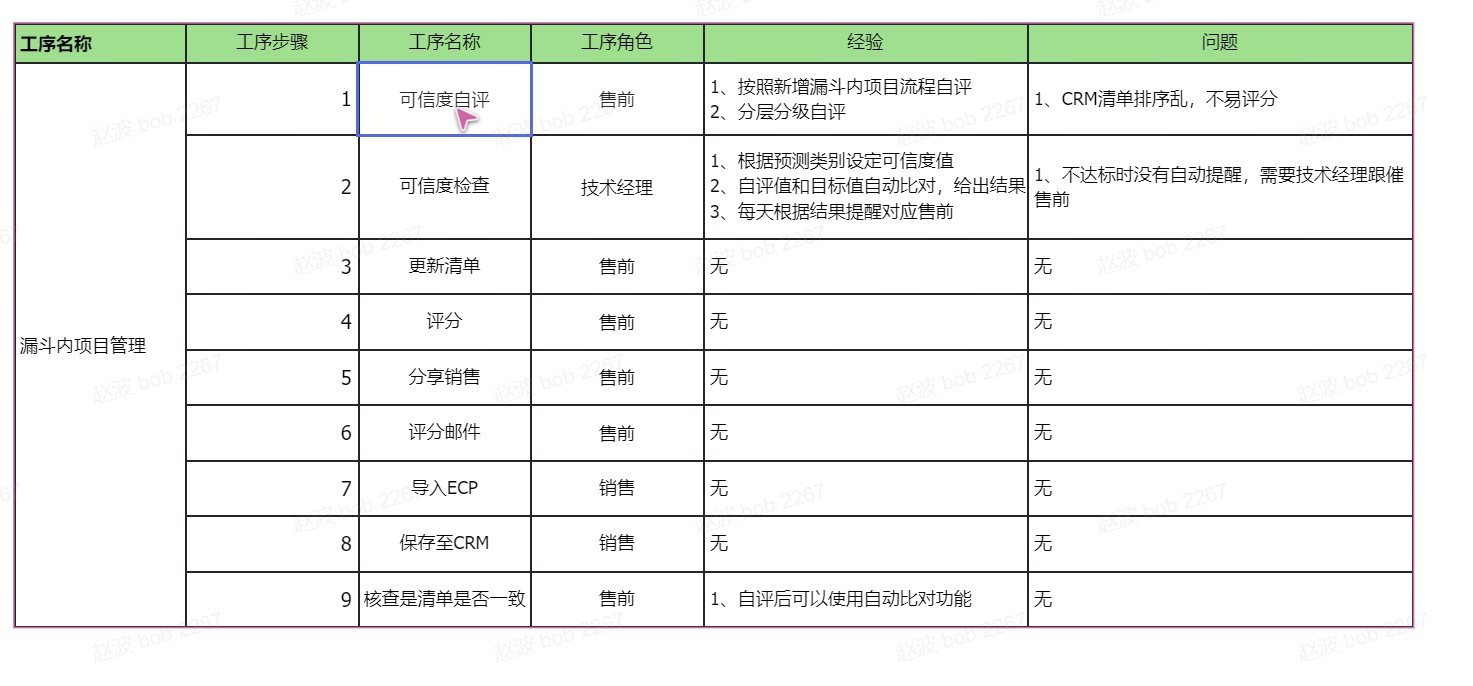 工序名称 工序步骤 工序名称 工序角色 经验 问题
漏斗内项目管理
1 可信度自评 售前
1、按照新增漏斗内项目流程自评
2、分层分级自评
1、CRM清单排序乱，不易评分
2 可信度检查 技术经理
1、根据预测类别设定可信度值
2、自评值和目标值自动比对，给出结果
3、每天根据结果提醒对应售前
1、不达标时没有自动提醒，需要技术经理跟催
售前
3 更新清单 售前 无 无
4 评分 售前 无 无
5 分享销售 售前 无 无
6 评分邮件 售前 无 无
7 导入ECP 销售 无 无
8 保存至CRM 销售 无 无
9 核查是清单是否一致 售前 1、自评后可以使用自动比对功能 无
赵波 bob 2267